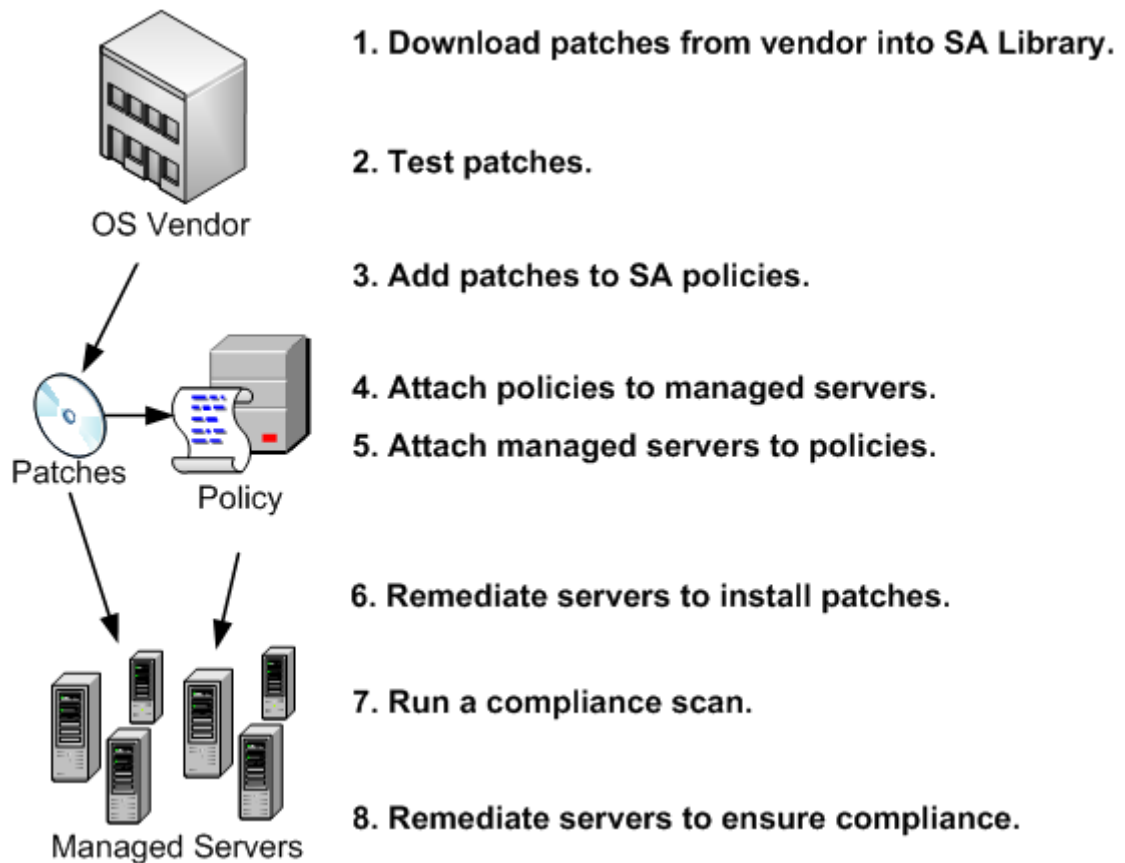 1. Download patches from vendor into SA Library.
2. Test patches.
OS Vendor
3. Add patches to SA policies.
4. Attach policies to managed servers.
5. Attach managed servers to policies.
Patches
Policy
6. Remediate servers to install patches.
7. Run a compliance scan.
8. Remediate servers to ensure compliance.
Managed Servers